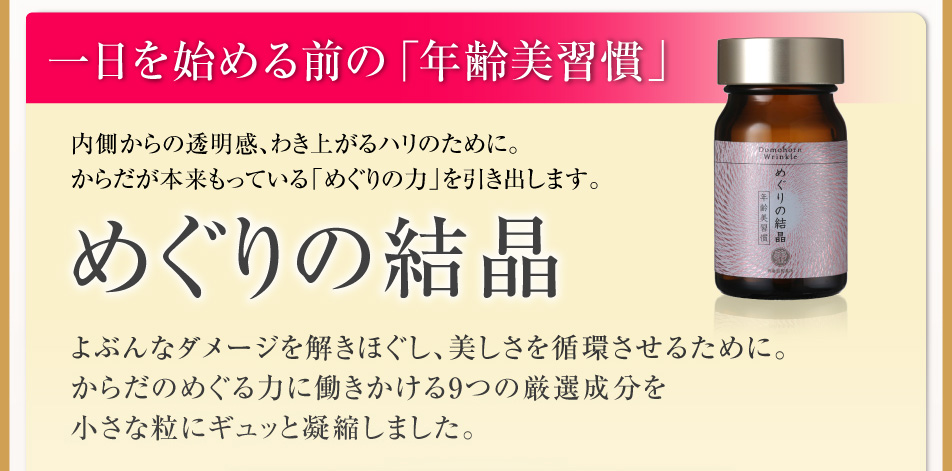 一日を始める前の「年齢美習慣」
内側からの透明感、わき上がるハリのために。
からだが本来もっている「めぐりの力」を引き出します。
めぐりの結晶
よぶんなダメージを解きほぐし、美しさを循環させるために。
からだのめぐる力に働きかける9つの厳選成分を
小さな粒にギュッと凝縮しました。
Domohorn
Wrinkle
めぐりの結晶
年齢美習慣